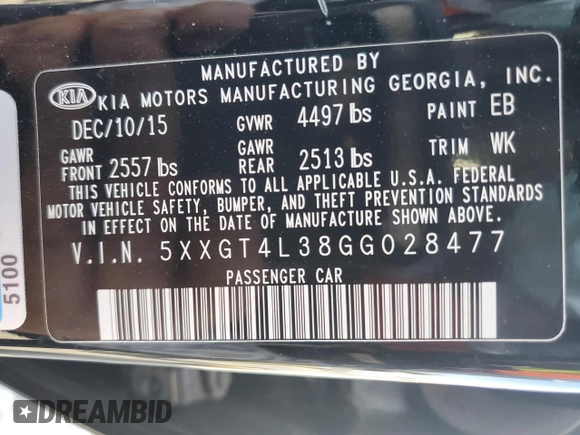 MANUFACTURED BY
KIA KIA MOTORS MANUFACTURING GEORGIA, INC.
DEC/10/15 GVWR 4497 lbs PAINT EB
GAWR FRONT 2557 lbs GAWR REAR 2513 lbs TRIM WK
THIS VEHICLE CONFORMS TO ALL APPLICABLE U.S.A. FEDERAL
MOTOR VEHICLE SAFETY, BUMPER, AND THEFT PREVENTION STANDARDS
IN EFFECT ON THE DATE OF MANUFACTURE SHOWN ABOVE.
V.I.N. 5XXGT4L38GG028477
PASSENGER CAR
5100
DREAMBID